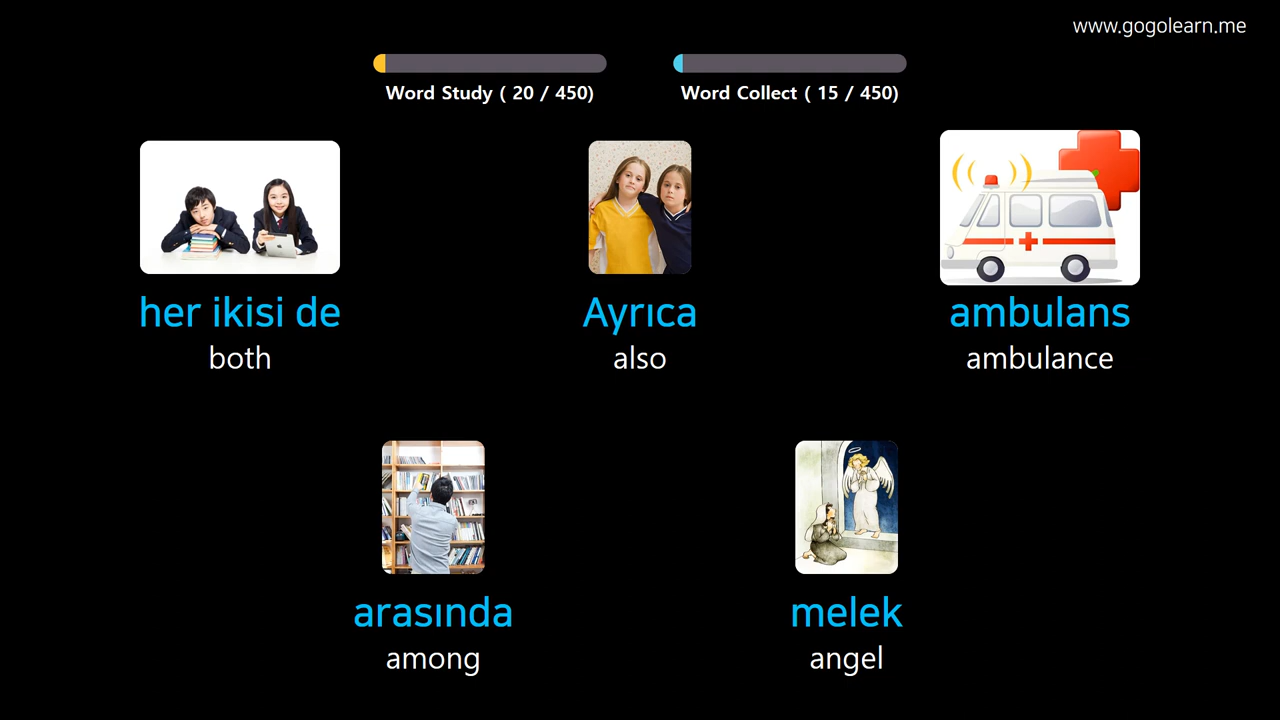 www.gogolearn.me
Word Study ( 20 / 450)
Word Collect ( 15 / 450)
her ikisi de
both
Ayrıca
also
ambulans
ambulance
arasında
among
melek
angel